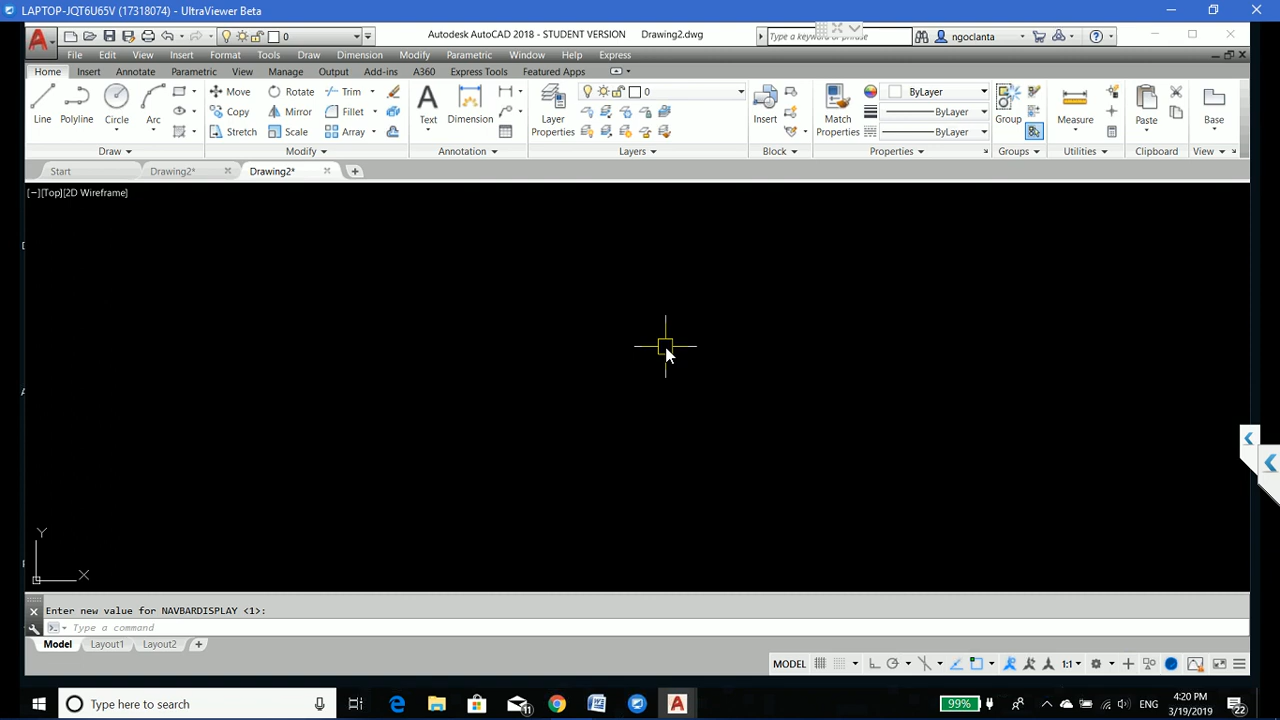 LAPTOP-JQT6U65V (17318074) - UltraViewer Beta
0
Autodesk AutoCAD 2018 - STUDENT VERSION Drawing2.dwg
Type a keyword or phrase
ngoclanta
File Edit View Insert Format Tools Draw Dimension Modify Parametric Window Help Express
Home Insert Annotate Parametric View Manage Output Add-ins A360 Express Tools Featured Apps
Move Rotate Trim
0
ByLayer
Copy Mirror Fillet
ByLayer
Line Polyline Circle Arc
Text Dimension
Layer Properties
Insert
Match Properties
Group
Measure
Paste
Base
Stretch Scale Array
ByLayer
Draw Modify Annotation Layers Block Properties Groups Utilities Clipboard View
Start Drawing2* Drawing2*
[−][Top][2D Wireframe]
Y
X
Enter new value for NAVBARDISPLAY <1>:
Type a command
Model Layout1 Layout2
MODEL 1:1
Type here to search
11
99%
ENG
4:20 PM
3/19/2019
22